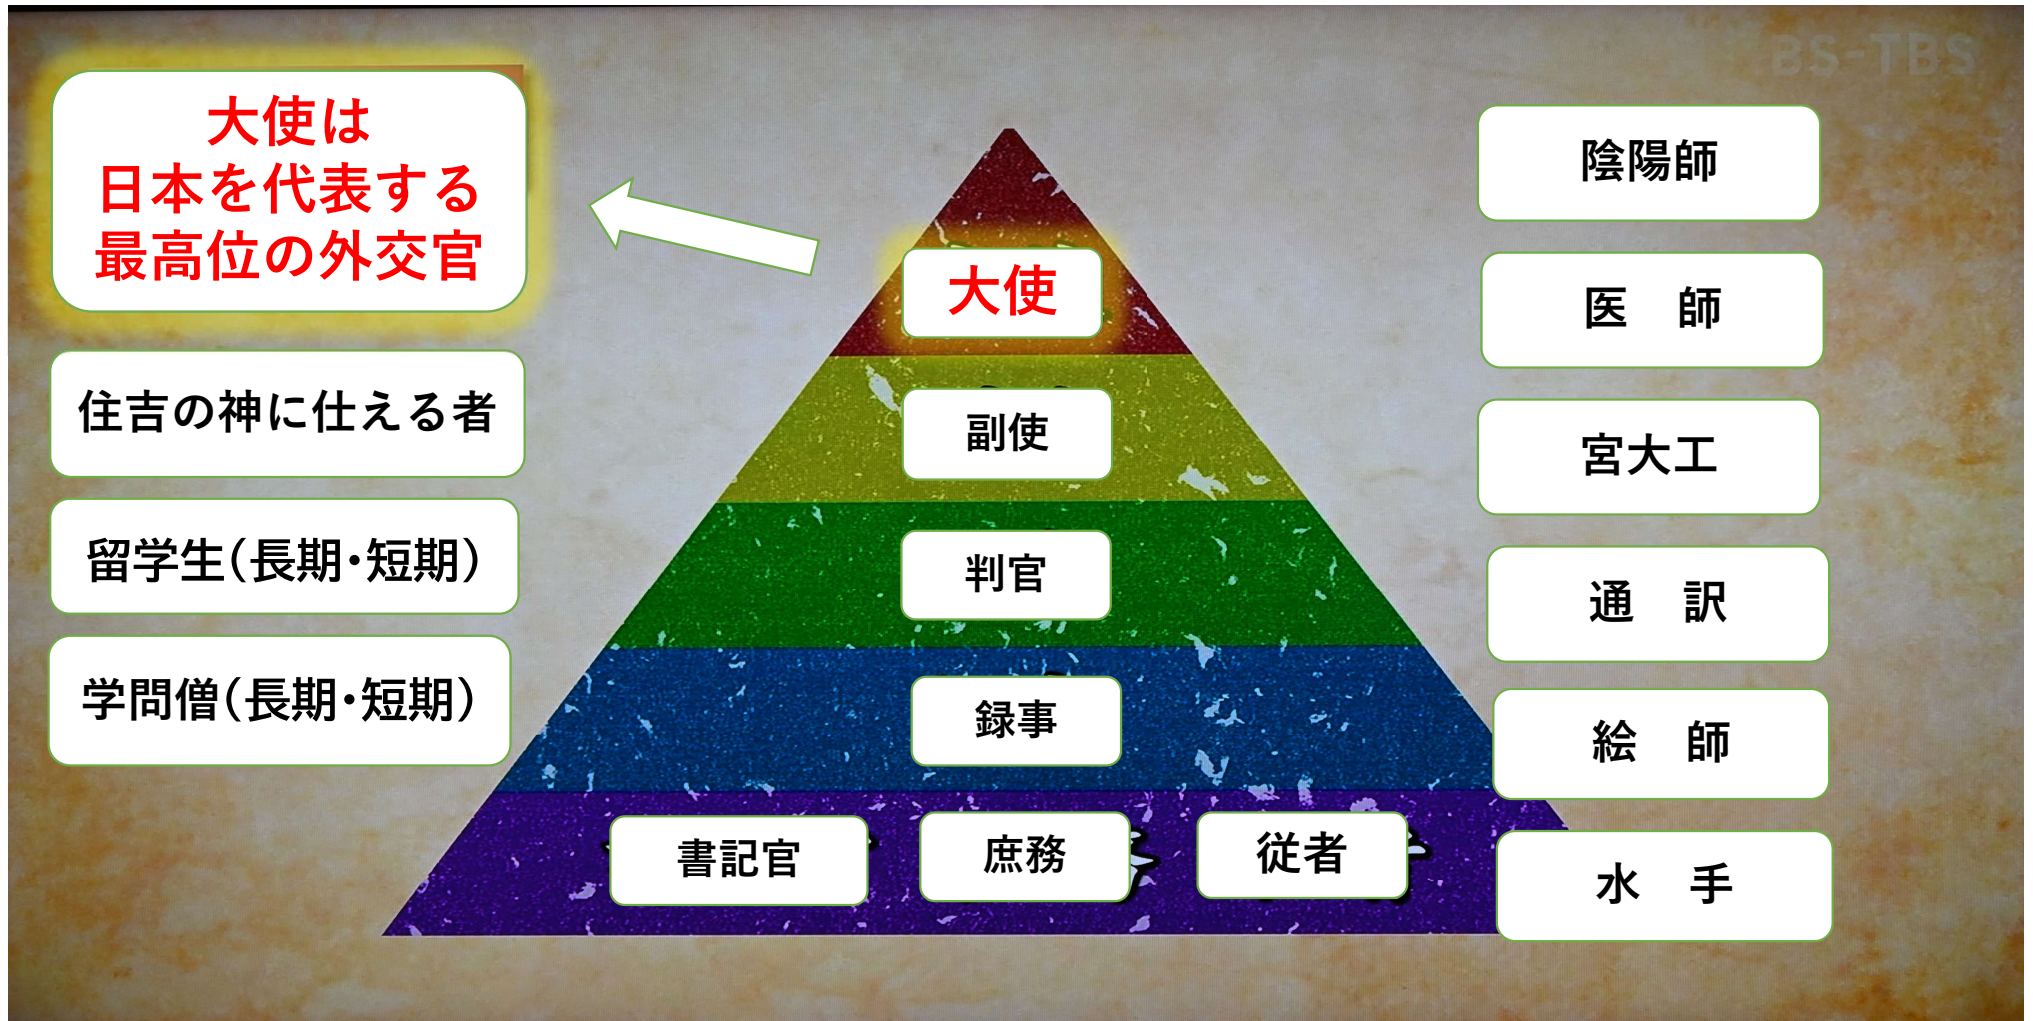 BS-TBS
大使は
日本を代表する
最高位の外交官
住吉の神に仕える者
留学生(長期・短期)
学問僧(長期・短期)
大使
副使
判官
録事
書記官
庶務
従者
陰陽師
医　師
宮大工
通　訳
絵　師
水　手